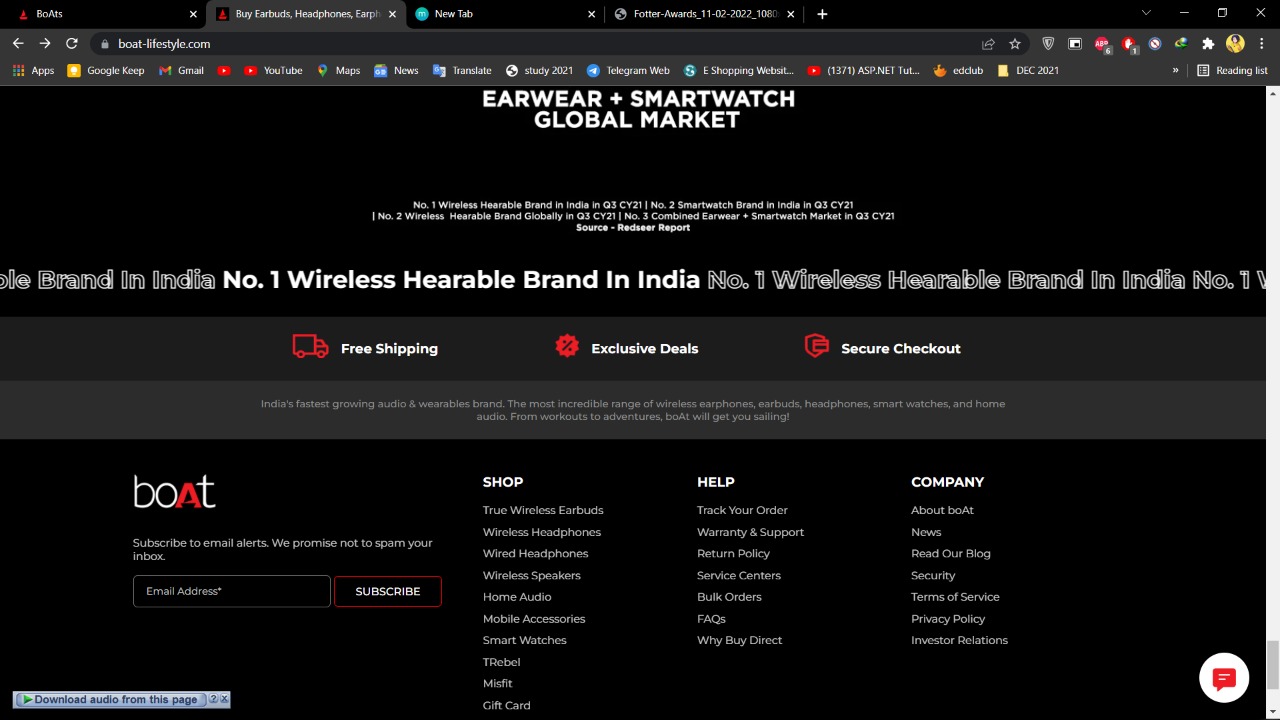 BoAts
Buy Earbuds, Headphones, Earph
New Tab
Fotter-Awards_11-02-2022_1080
boat-lifestyle.com
ABP
6
1
Apps
Google Keep
Gmail
YouTube
Maps
News
Translate
study 2021
Telegram Web
E Shopping Websit...
(1371) ASP.NET Tut...
edclub
DEC 2021
»
Reading list
EARWEAR + SMARTWATCH
GLOBAL MARKET
No. 1 Wireless Hearable Brand in India in Q3 CY21 | No. 2 Smartwatch Brand in India in Q3 CY21
| No. 2 Wireless Hearable Brand Globally in Q3 CY21 | No. 3 Combined Earwear + Smartwatch Market in Q3 CY21
Source - Redseer Report
ble Brand In India No. 1 Wireless Hearable Brand In India No. 1 Wireless Hearable Brand In India No. 1 W
Free Shipping
Exclusive Deals
Secure Checkout
India's fastest growing audio & wearables brand. The most incredible range of wireless earphones, earbuds, headphones, smart watches, and home
audio. From workouts to adventures, boAt will get you sailing!
boAt
Subscribe to email alerts. We promise not to spam your
inbox.
Email Address*
SUBSCRIBE
SHOP
True Wireless Earbuds
Wireless Headphones
Wired Headphones
Wireless Speakers
Home Audio
Mobile Accessories
Smart Watches
TRebel
Misfit
Gift Card
HELP
Track Your Order
Warranty & Support
Return Policy
Service Centers
Bulk Orders
FAQs
Why Buy Direct
COMPANY
About boAt
News
Read Our Blog
Security
Terms of Service
Privacy Policy
Investor Relations
Download audio from this page
? X